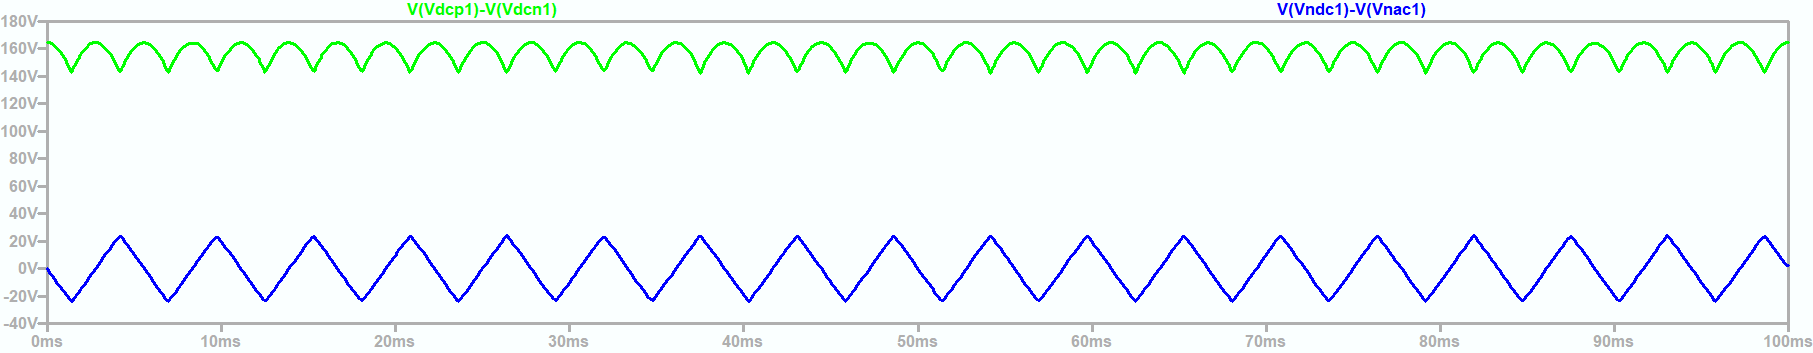 V(Vdcp1)-V(Vdcn1) V(Vndc1)-V(Vnac1)
180V
160V
140V
120V
100V
80V
60V
40V
20V
0V
-20V
-40V
0ms 10ms 20ms 30ms 40ms 50ms 60ms 70ms 80ms 90ms 100ms